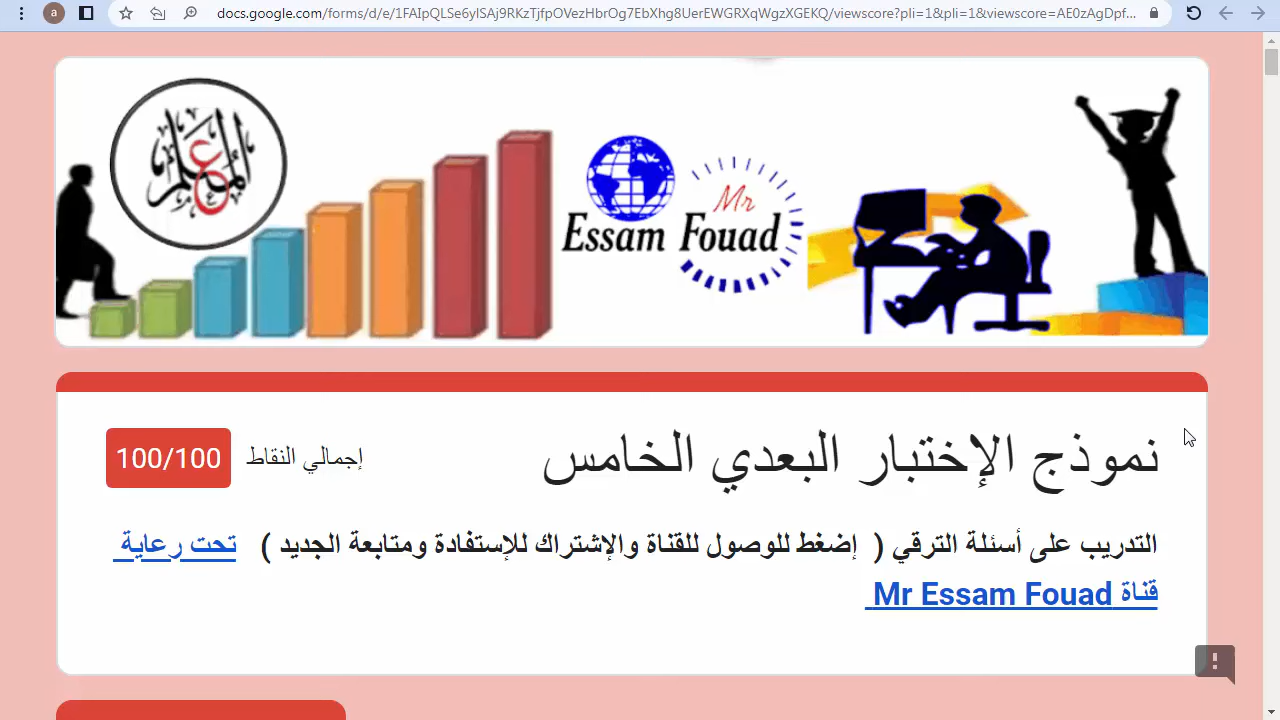 a
docs.google.com/forms/d/e/1FAIpQLSe6ylSAj9RKzTjfpOVezHbrOg7EbXhg8UerEWGRXqWgzXGEKQ/viewscore?pli=1&pli=1&viewscore=AE0zAgDpf...
المعلم
Mr
Essam Fouad
نموذج الإختبار البعدي الخامس
إجمالي النقاط 100/100
التدريب على أسئلة الترقي ( إضغط للوصول للقناة والإشتراك للإستفادة ومتابعة الجديد ) تحت رعاية
قناة Mr Essam Fouad